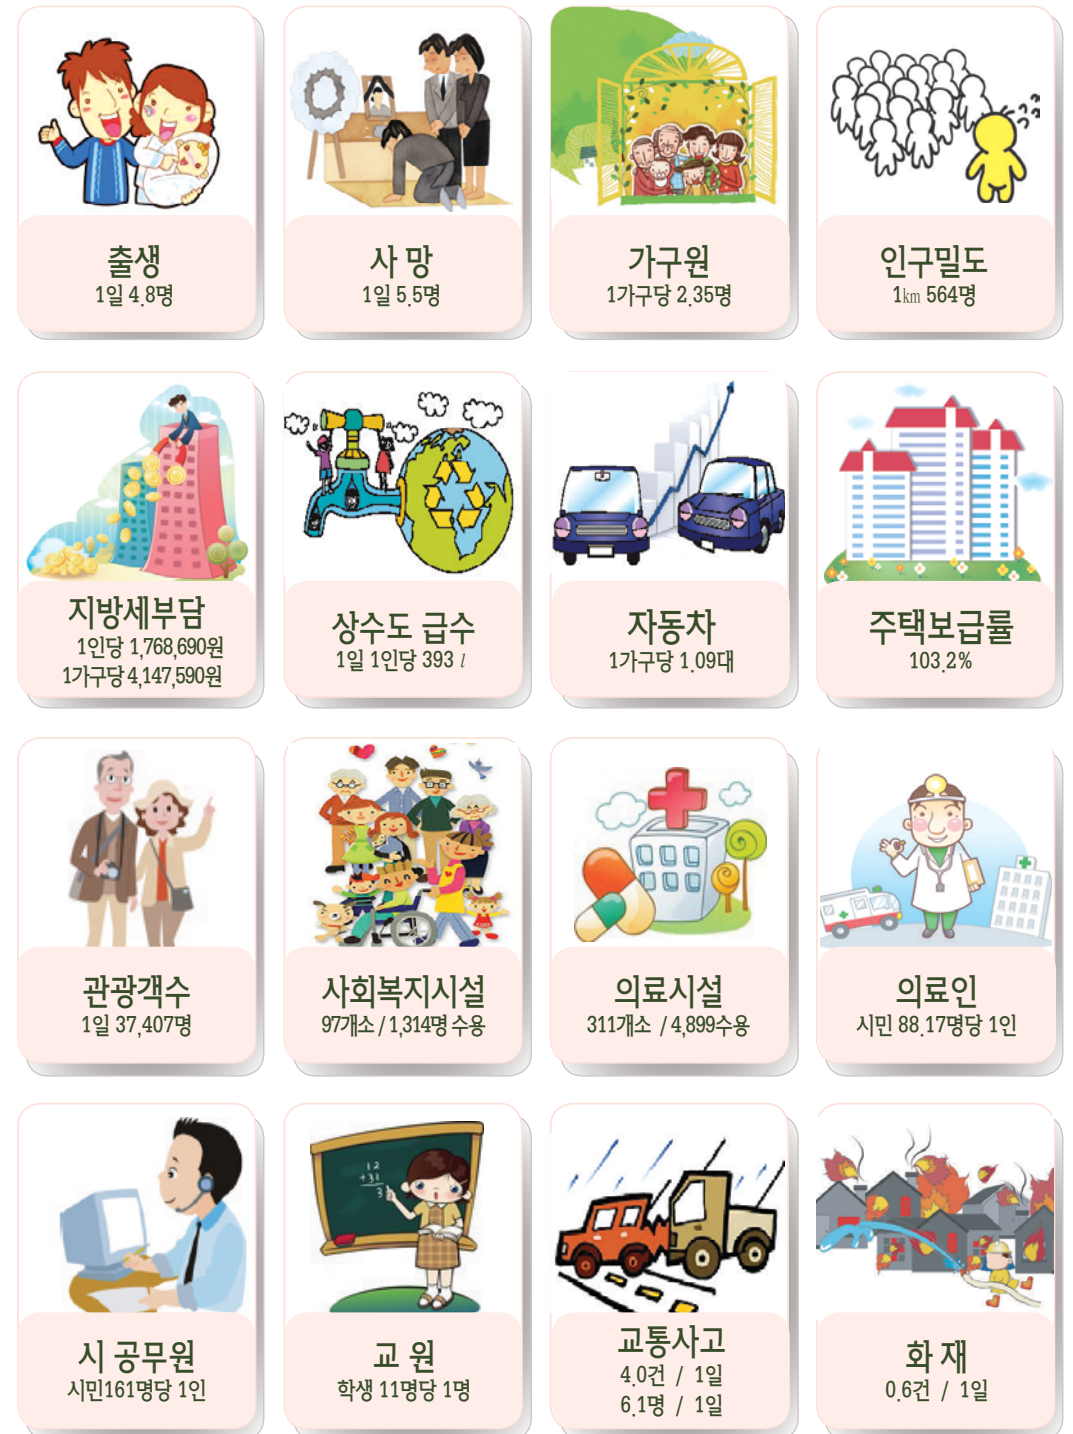 출생
1일 4.8명
사 망
1일 5.5명
가구원
1가구당 2.35명
인구밀도
1㎢ 564명
지방세부담
1인당 1,768,690원
1가구당 4,147,590원
상수도 급수
1일 1인당 393 ℓ
자동차
1가구당 1.09대
주택보급률
103.2%
관광객수
1일 37,407명
사회복지시설
97개소 / 1,314명 수용
의료시설
311개소 / 4,899수용
의료인
시민 88.17명당 1인
12
+31
3
시 공무원
시민161명당 1인
교 원
학생 11명당 1명
교통사고
4.0건 / 1일
6.1명 / 1일
화 재
0.6건 / 1일